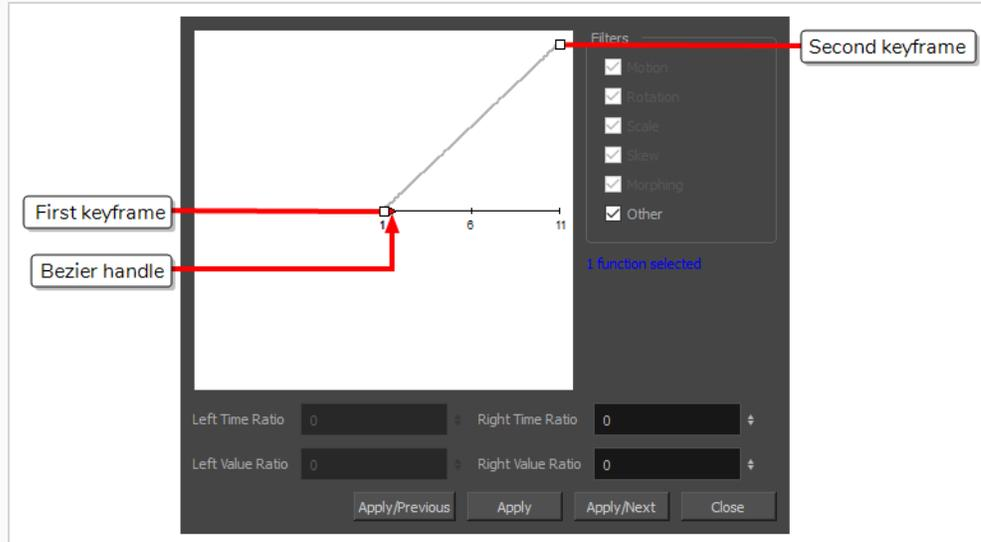 Filters
Second keyframe
Motion
Rotation
Scale
Skew
Morphing
Other
First keyframe
1 6 11
Bezier handle
1 function selected
Left Time Ratio 0 Right Time Ratio 0
Left Value Ratio 0 Right Value Ratio 0
Apply/Previous Apply Apply/Next Close